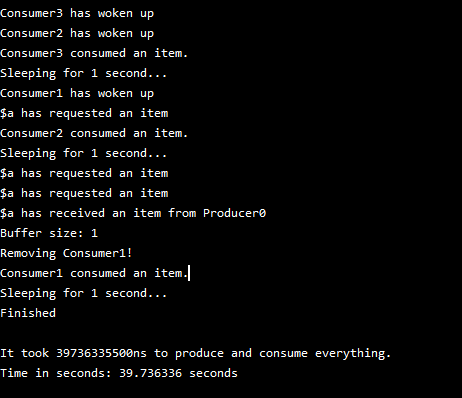 Consumer3 has woken up
Consumer2 has woken up
Consumer3 consumed an item.
Sleeping for 1 second...
Consumer1 has woken up
$a has requested an item
Consumer2 consumed an item.
Sleeping for 1 second...
$a has requested an item
$a has requested an item
$a has received an item from Producer0
Buffer size: 1
Removing Consumer1!
Consumer1 consumed an item.
Sleeping for 1 second...
Finished
It took 39736335500ns to produce and consume everything.
Time in seconds: 39.736336 seconds